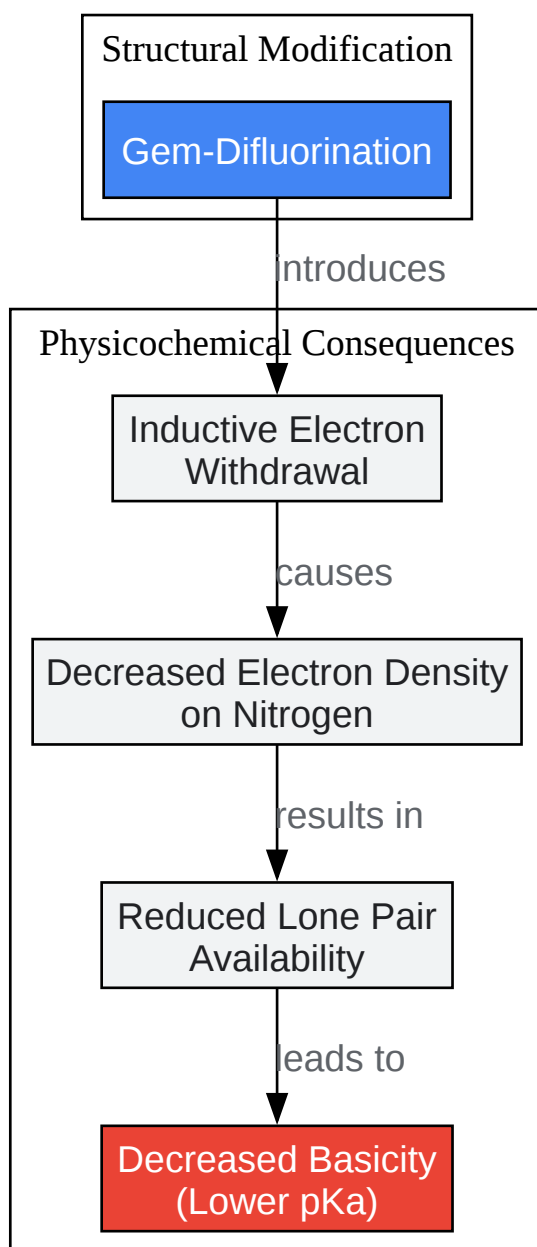 Structural Modification
Gem-Difluorination
introduces
Physicochemical Consequences
Inductive Electron
Withdrawal
causes
Decreased Electron Density
on Nitrogen
results in
Reduced Lone Pair
Availability
leads to
Decreased Basicity
(Lower pKa)